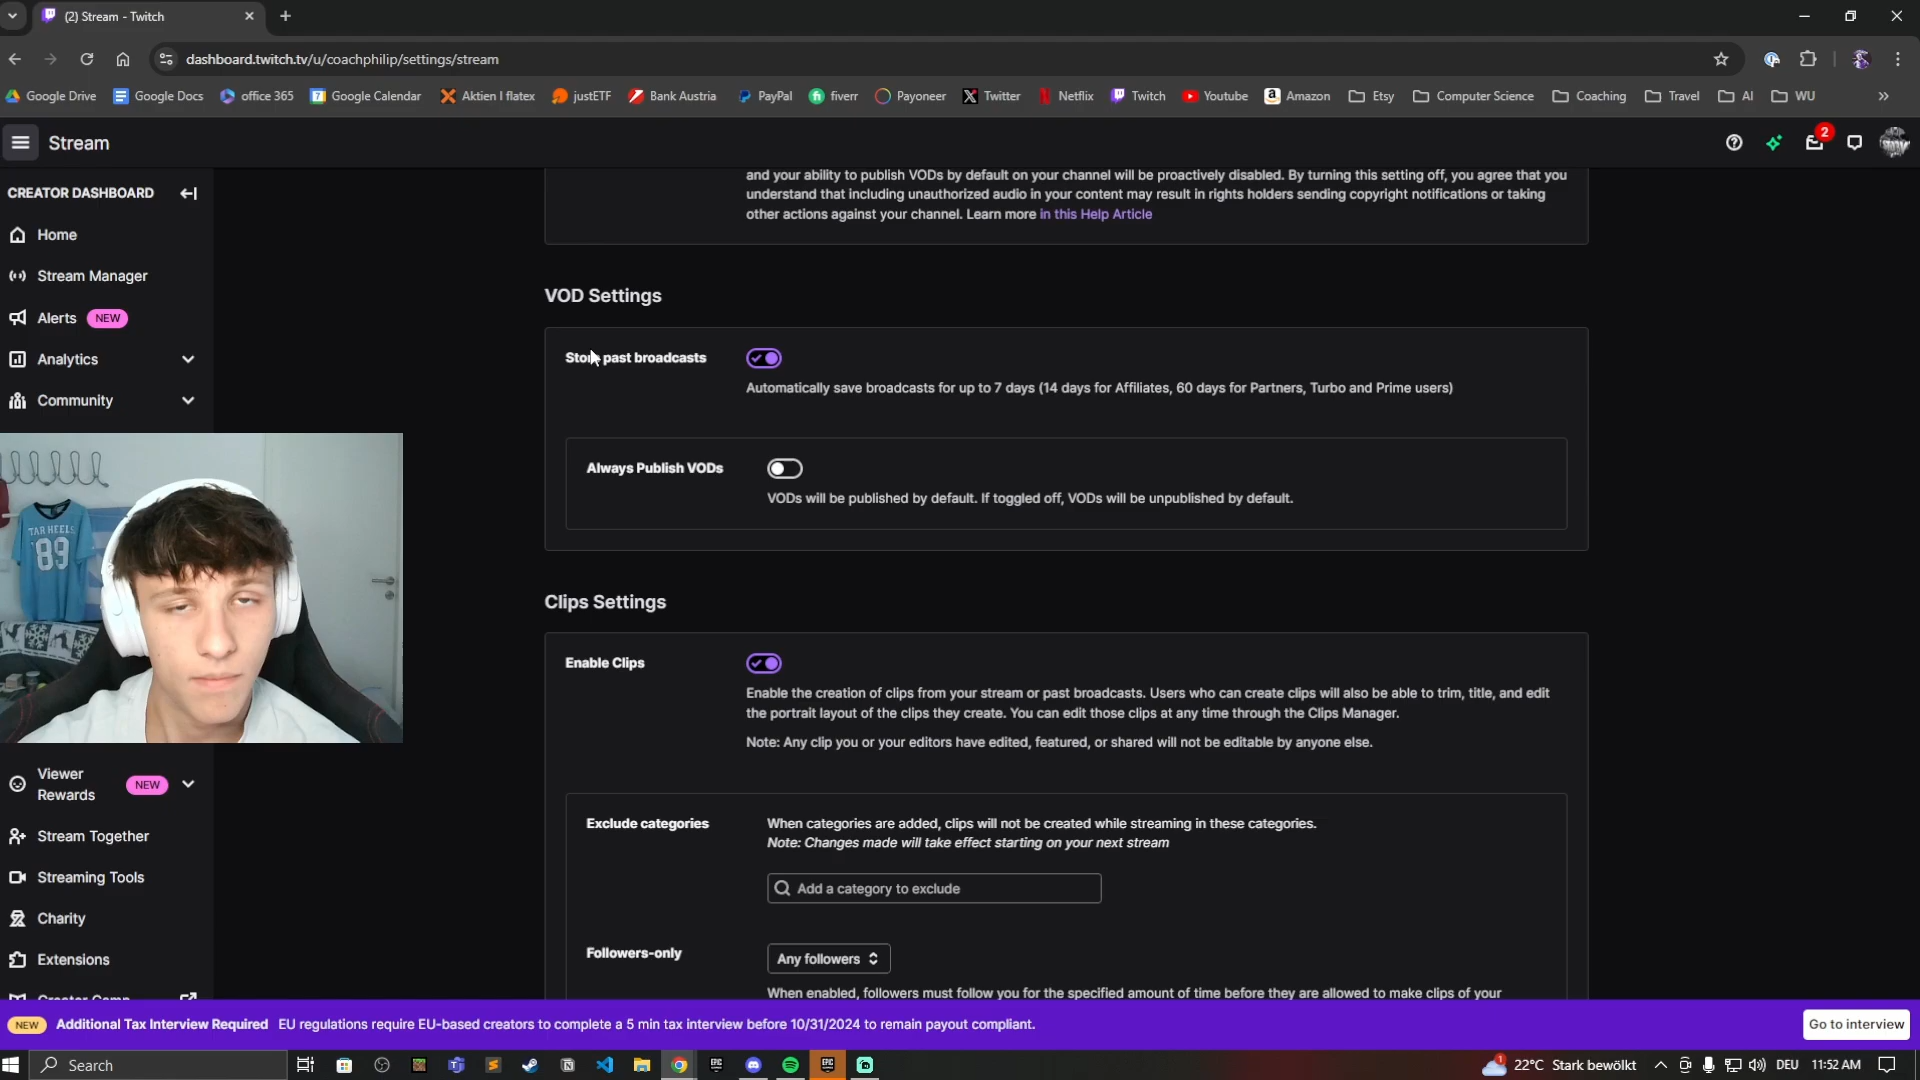 (2) Stream - Twitch
dashboard.twitch.tv/u/coachphilip/settings/stream
Google Drive Google Docs office 365 Google Calendar Aktien I flatex justETF Bank Austria PayPal fiverr Payoneer Twitter Netflix Twitch Youtube Amazon Etsy Computer Science Coaching Travel AI WU
Stream
2
CREATOR DASHBOARD
Home
Stream Manager
Alerts NEW
Analytics
Community
TAR HEELS
89
Viewer Rewards NEW
Stream Together
Streaming Tools
Charity
Extensions
and your ability to publish VODs by default on your channel will be proactively disabled. By turning this setting off, you agree that you
understand that including unauthorized audio in your content may result in rights holders sending copyright notifications or taking
other actions against your channel. Learn more in this Help Article
VOD Settings
Store past broadcasts
Automatically save broadcasts for up to 7 days (14 days for Affiliates, 60 days for Partners, Turbo and Prime users)
Always Publish VODs
VODs will be published by default. If toggled off, VODs will be unpublished by default.
Clips Settings
Enable Clips
Enable the creation of clips from your stream or past broadcasts. Users who can create clips will also be able to trim, title, and edit
the portrait layout of the clips they create. You can edit those clips at any time through the Clips Manager.
Note: Any clip you or your editors have edited, featured, or shared will not be editable by anyone else.
Exclude categories
When categories are added, clips will not be created while streaming in these categories.
Note: Changes made will take effect starting on your next stream
Add a category to exclude
Followers-only
Any followers
When enabled, followers must follow you for the specified amount of time before they are allowed to make clips of your
NEW Additional Tax Interview Required EU regulations require EU-based creators to complete a 5 min tax interview before 10/31/2024 to remain payout compliant. Go to interview
Search
1
22°C Stark bewölkt DEU 11:52 AM